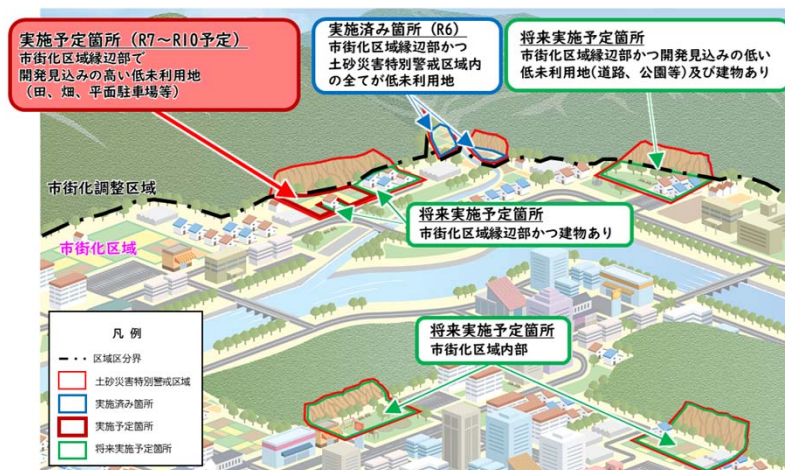 実施予定箇所（R7～R10予定）
市街化区域縁辺部で
開発見込みの高い低未利用地
（田、畑、平面駐車場等）
実施済み箇所（R6）
市街化区域縁辺部かつ
土砂災害特別警戒区域内
の全てが低未利用地
将来実施予定箇所
市街化区域縁辺部かつ開発見込みの低い
低未利用地(道路、公園等)及び建物あり
市街化調整区域
将来実施予定箇所
市街化区域縁辺部かつ建物あり
市街化区域
将来実施予定箇所
市街化区域内部
凡 例
区域区分界
土砂災害特別警戒区域
実施済み箇所
実施予定箇所
将来実施予定箇所